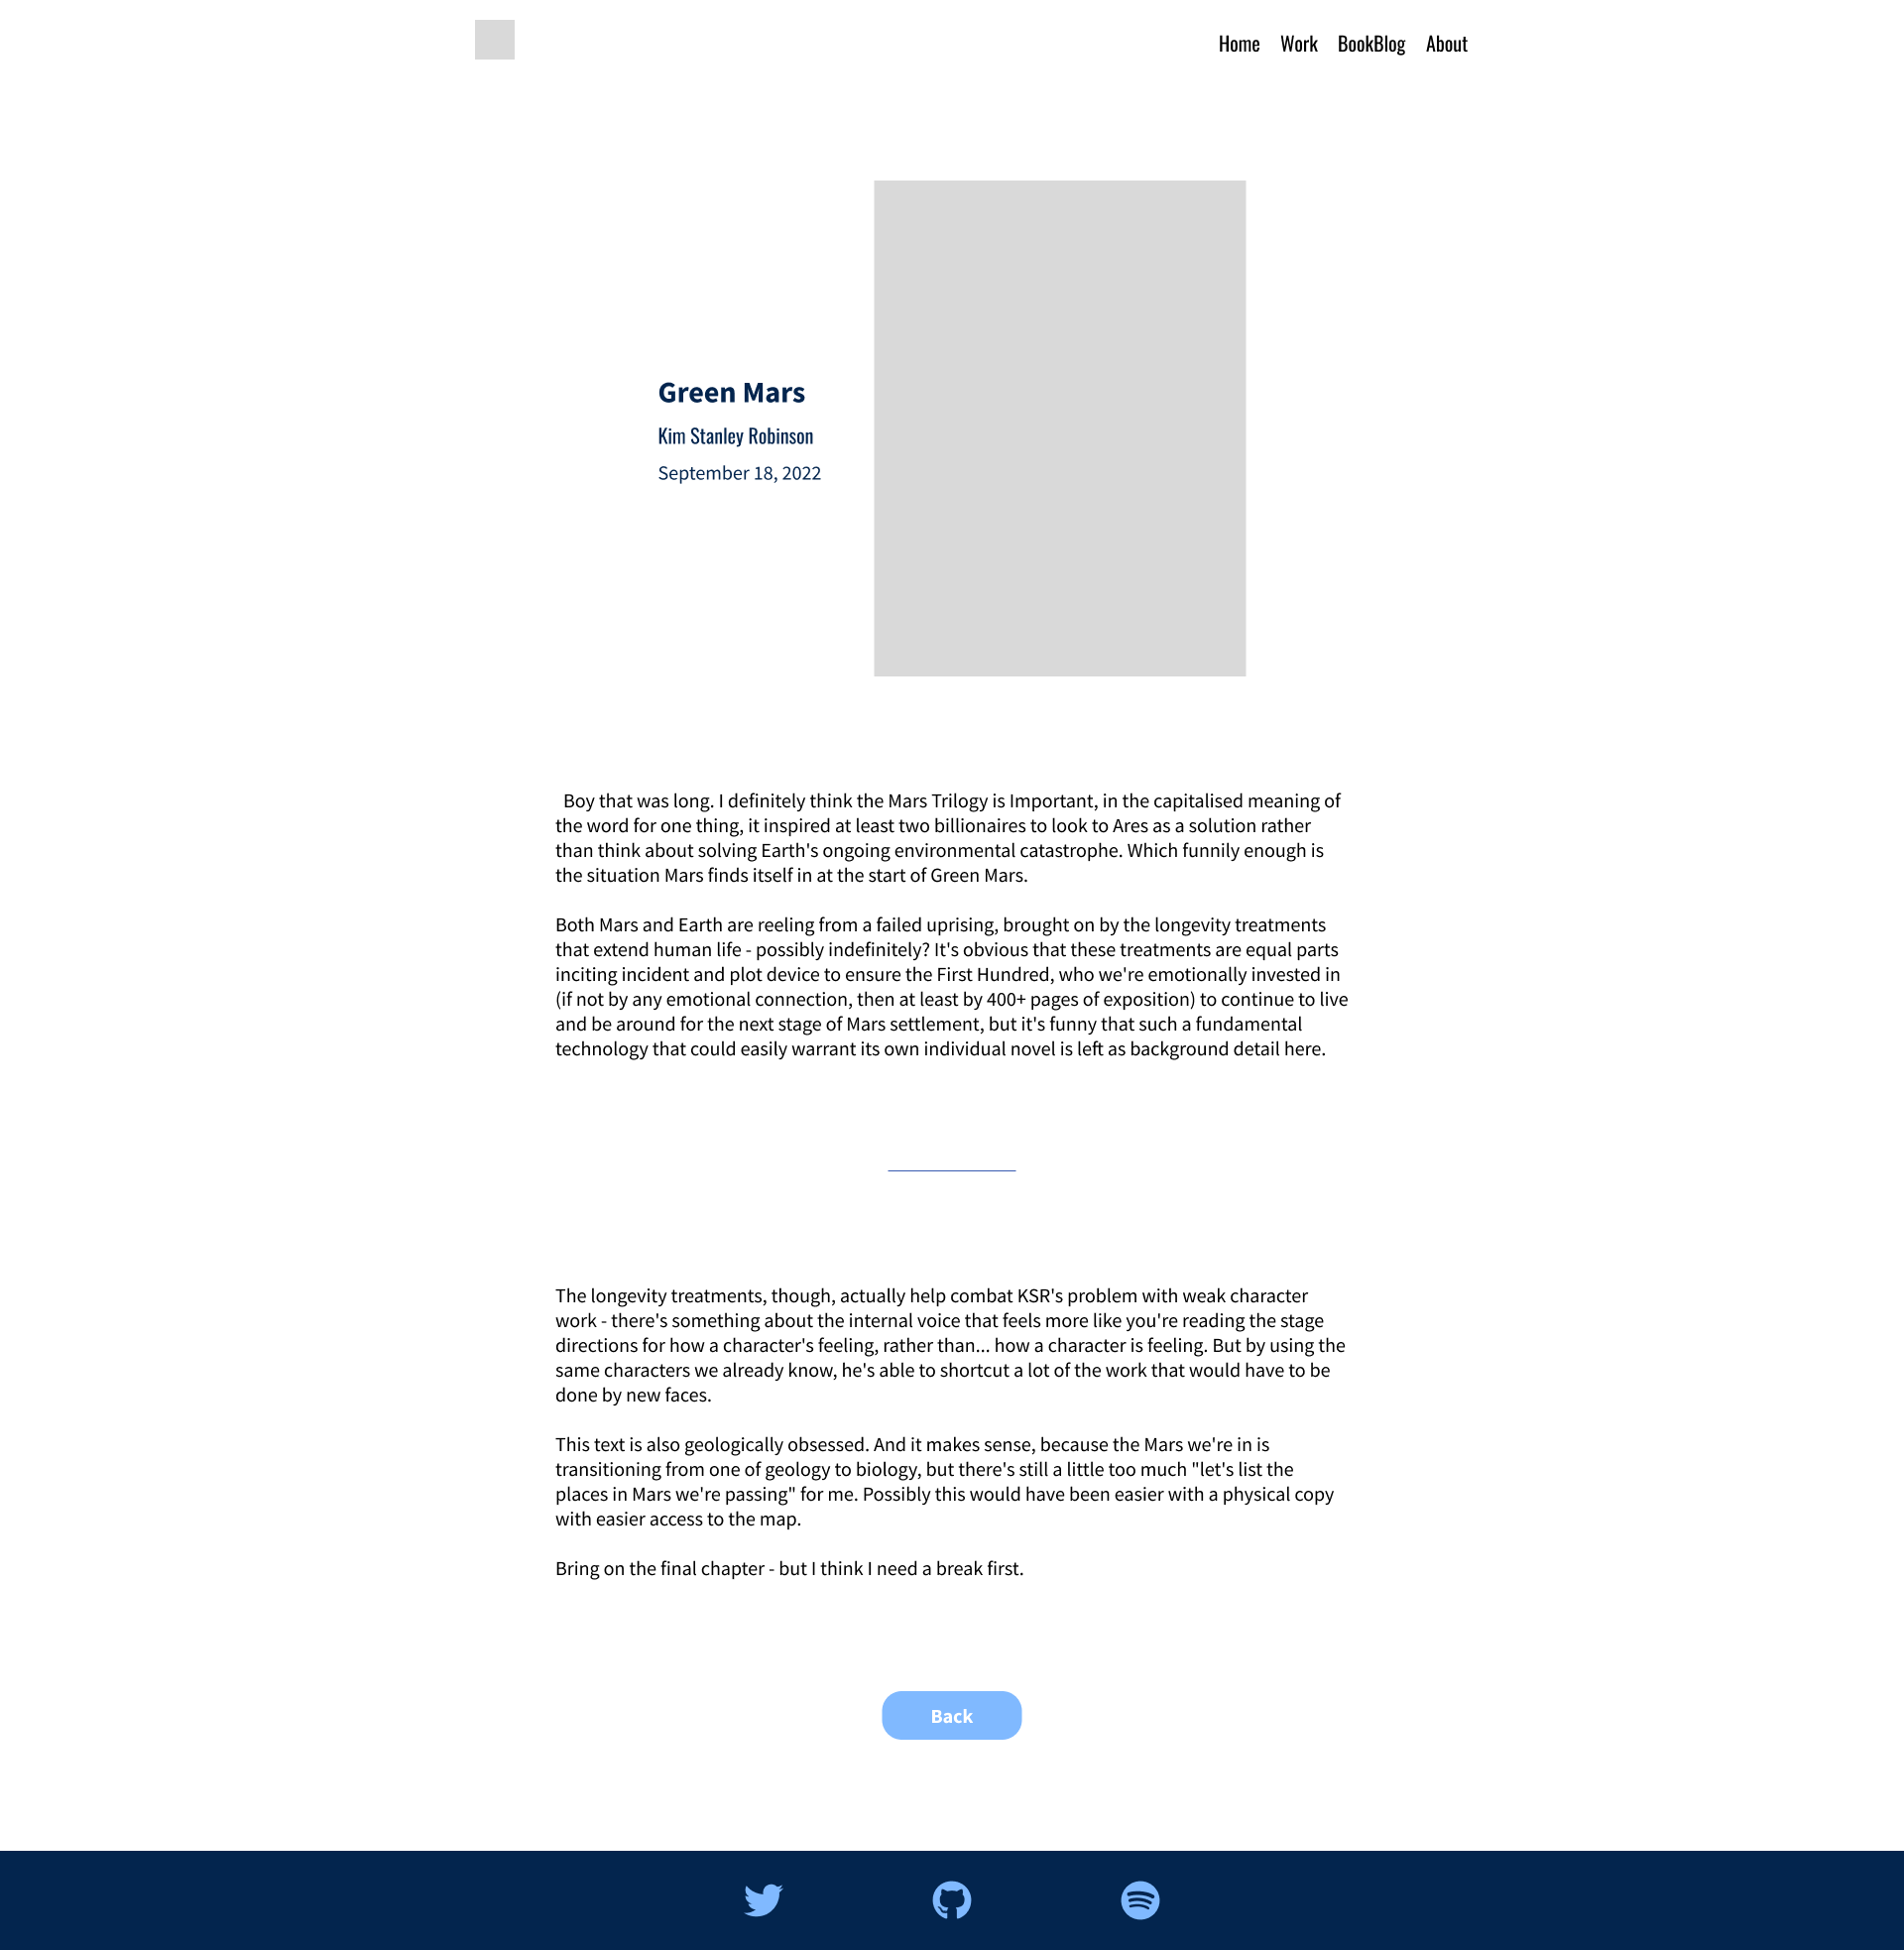 Home Work BookBlog About
Green Mars
Kim Stanley Robinson
September 18, 2022
Boy that was long. I definitely think the Mars Trilogy is Important, in the capitalised meaning of
the word for one thing, it inspired at least two billionaires to look to Ares as a solution rather
than think about solving Earth's ongoing environmental catastrophe. Which funnily enough is
the situation Mars finds itself in at the start of Green Mars.
Both Mars and Earth are reeling from a failed uprising, brought on by the longevity treatments
that extend human life - possibly indefinitely? It's obvious that these treatments are equal parts
inciting incident and plot device to ensure the First Hundred, who we're emotionally invested in
(if not by any emotional connection, then at least by 400+ pages of exposition) to continue to live
and be around for the next stage of Mars settlement, but it's funny that such a fundamental
technology that could easily warrant its own individual novel is left as background detail here.
The longevity treatments, though, actually help combat KSR's problem with weak character
work - there's something about the internal voice that feels more like you're reading the stage
directions for how a character's feeling, rather than... how a character is feeling. But by using the
same characters we already know, he's able to shortcut a lot of the work that would have to be
done by new faces.
This text is also geologically obsessed. And it makes sense, because the Mars we're in is
transitioning from one of geology to biology, but there's still a little too much "let's list the
places in Mars we're passing" for me. Possibly this would have been easier with a physical copy
with easier access to the map.
Bring on the final chapter - but I think I need a break first.
Back